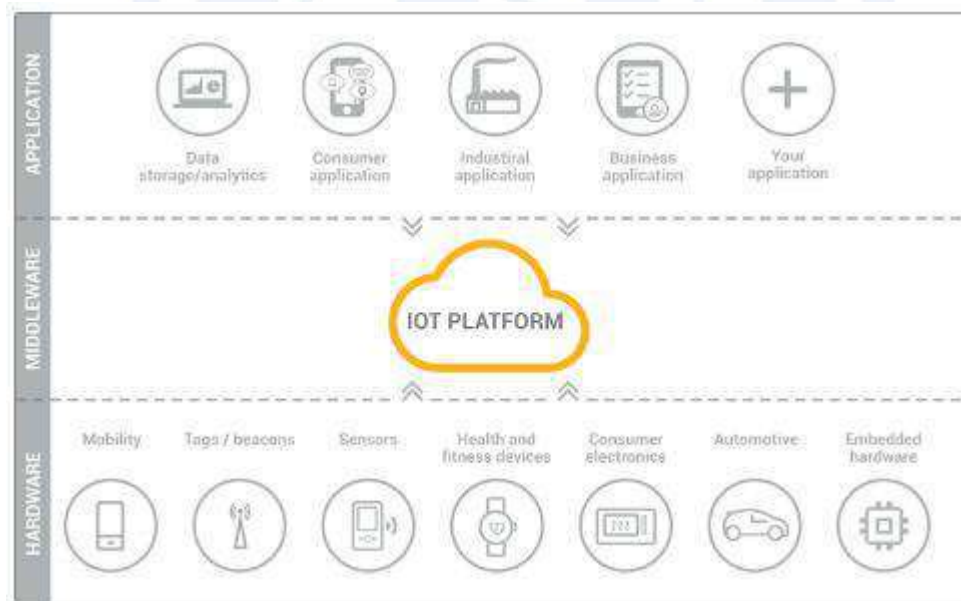 APPLICATION
Data
storage/analytics
Consumer
application
Industiral
application
Business
application
Your
application
MIDDLEWARE
IOT PLATFORM
HARDWARE
Mobility
Tags / beacons
Sensors
Health and
fitness devices
Consumer
electronics
Automotive
Embedded
hardware